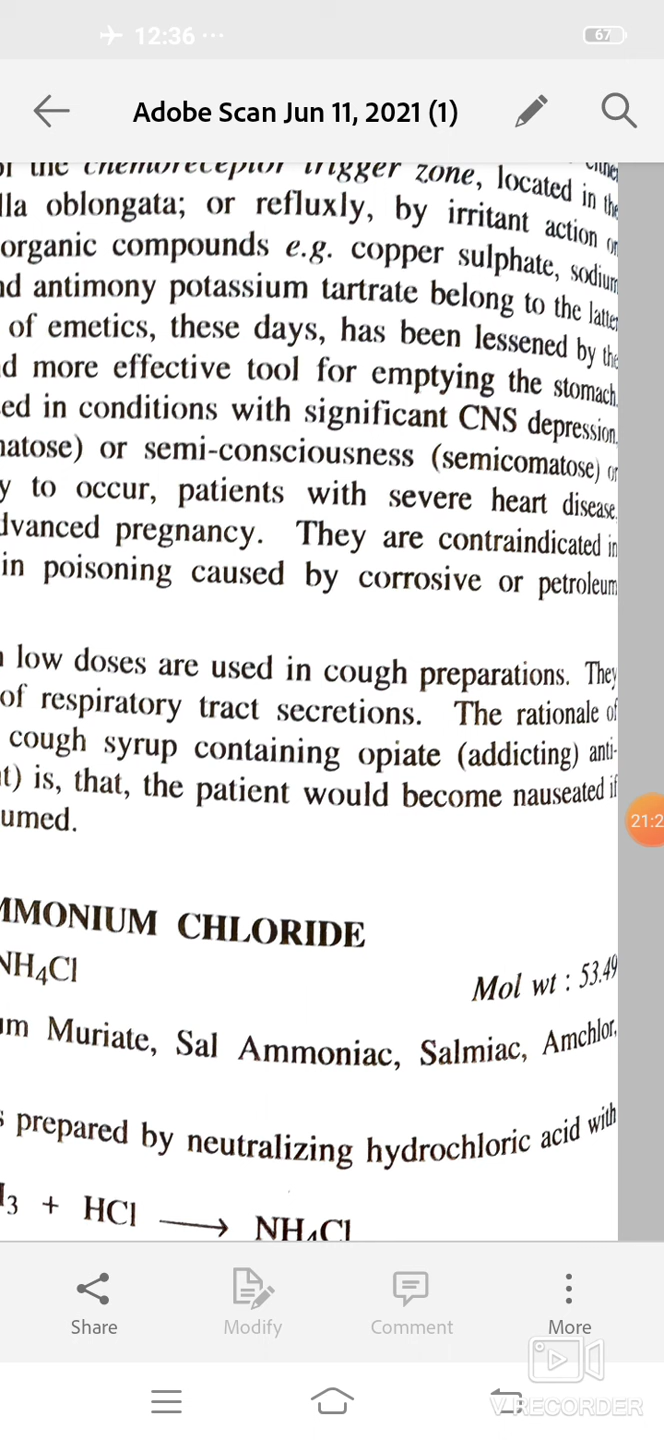 12:36 ...
67
Adobe Scan Jun 11, 2021 (1)
the chemoreceptor trigger zone, located in the
lla oblongata; or refluxly, by irritant action
organic compounds e.g. copper sulphate, sodium
nd antimony potassium tartrate belong to the latter
of emetics, these days, has been lessened by the
d more effective tool for emptying the stomach.
ed in conditions with significant CNS depression,
natose) or semi-consciousness (semicomatose) or
y to occur, patients with severe heart disease,
dvanced pregnancy. They are contraindicated in
in poisoning caused by corrosive or petroleum
low doses are used in cough preparations. They
of respiratory tract secretions. The rationale of
cough syrup containing opiate (addicting) anti-
t) is, that, the patient would become nauseated if
umed.
21:2
MMONIUM CHLORIDE
NH4Cl
Mol wt : 53.49
um Muriate, Sal Ammoniac, Salmiac, Amchlor.
s prepared by neutralizing hydrochloric acid with
H3 + HCl ⟶ NH4Cl
Share
Modify
Comment
More
V RECORDER